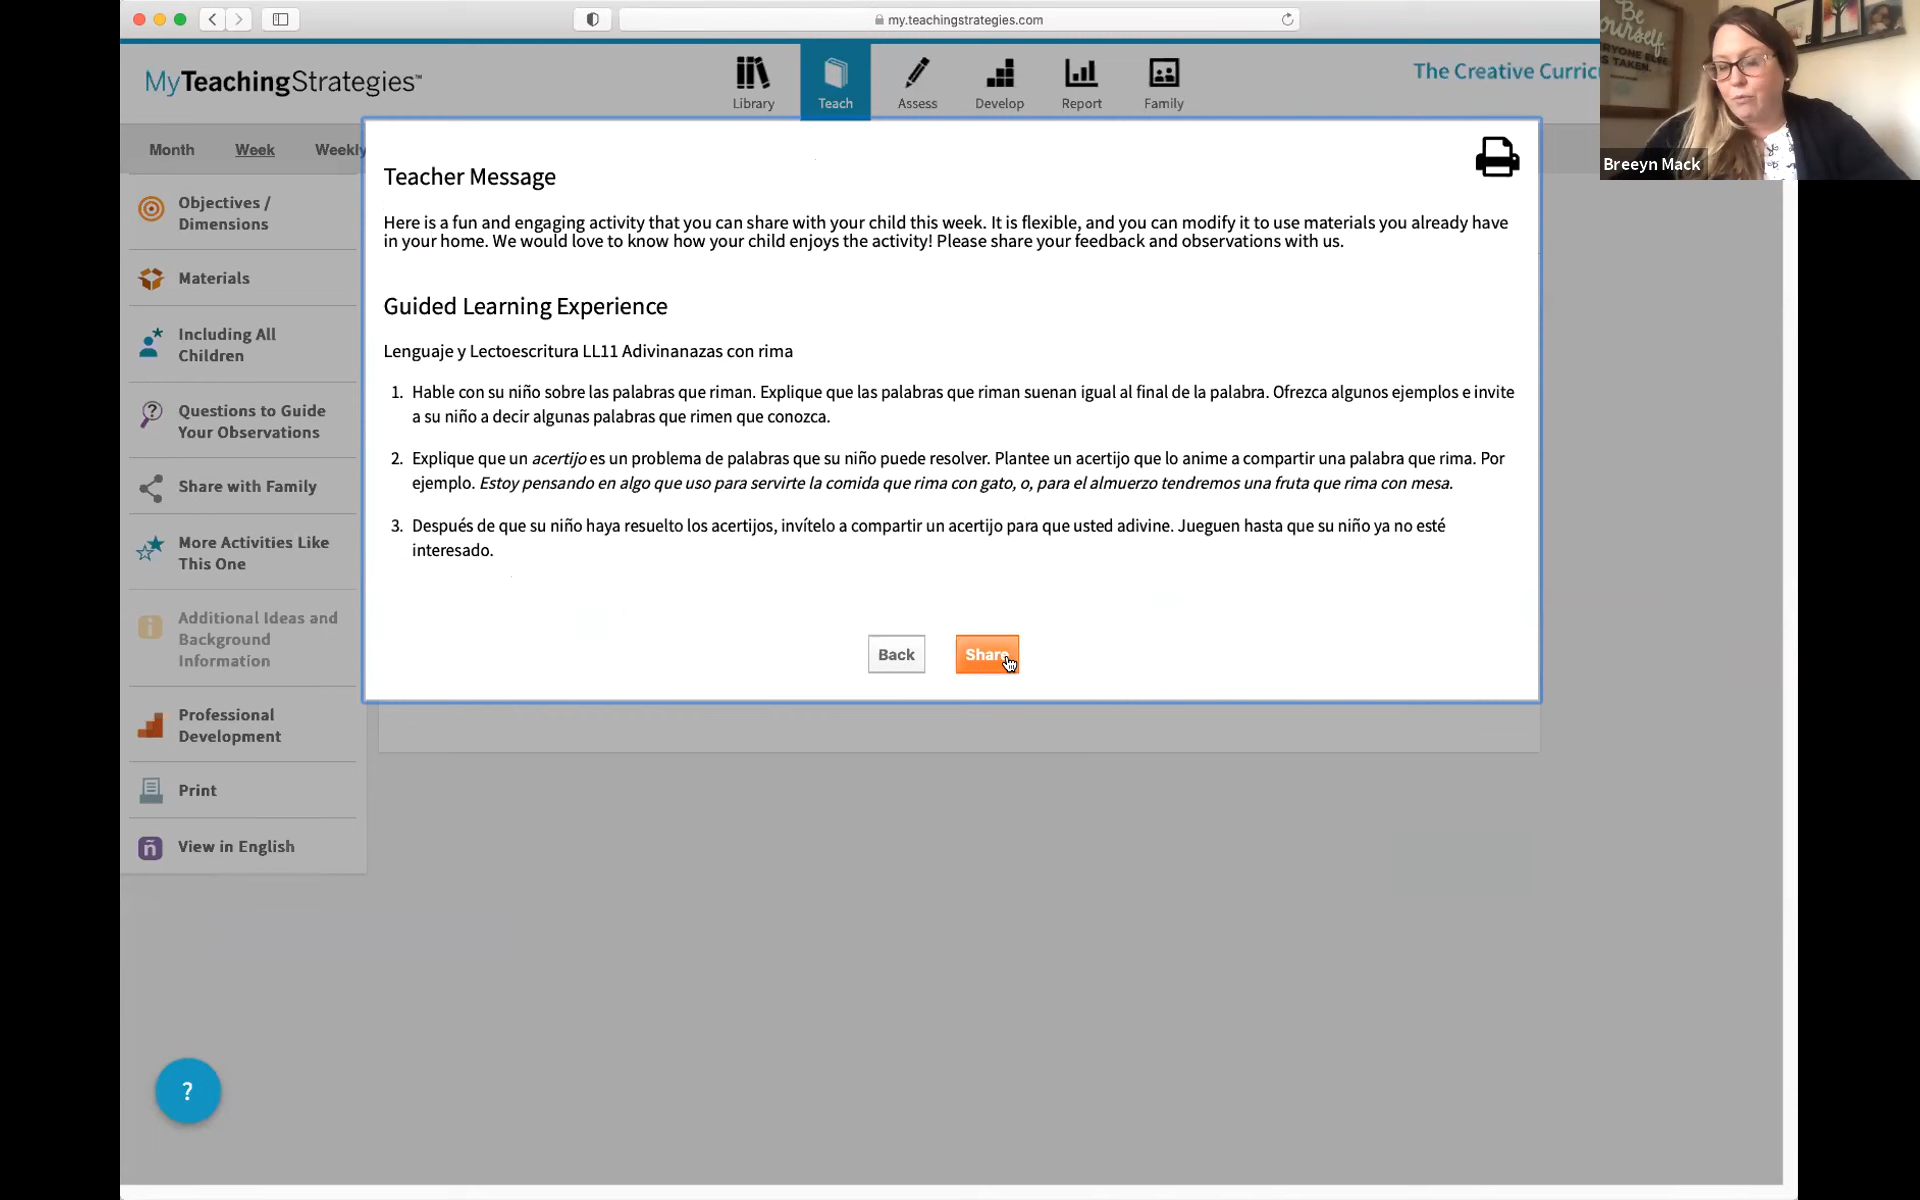 my.teachingstrategies.com
MyTeachingStrategies™
Library
Teach
Assess
Develop
Report
Family
The Creative Curric
Be
yourself.
EVERYONE ELSE
IS TAKEN.
Breeyn Mack
Month
Week
Weekly
Objectives /
Dimensions
Materials
Including All
Children
Questions to Guide
Your Observations
Share with Family
More Activities Like
This One
Additional Ideas and
Background
Information
Professional
Development
Print
ñ
View in English
?
Teacher Message
Here is a fun and engaging activity that you can share with your child this week. It is flexible, and you can modify it to use materials you already have
in your home. We would love to know how your child enjoys the activity! Please share your feedback and observations with us.
Guided Learning Experience
Lenguaje y Lectoescritura LL11 Adivinanazas con rima
1. Hable con su niño sobre las palabras que riman. Explique que las palabras que riman suenan igual al final de la palabra. Ofrezca algunos ejemplos e invite
a su niño a decir algunas palabras que rimen que conozca.
2. Explique que un acertijo es un problema de palabras que su niño puede resolver. Plantee un acertijo que lo anime a compartir una palabra que rima. Por
ejemplo. Estoy pensando en algo que uso para servirte la comida que rima con gato, o, para el almuerzo tendremos una fruta que rima con mesa.
3. Después de que su niño haya resuelto los acertijos, invítelo a compartir un acertijo para que usted adivine. Jueguen hasta que su niño ya no esté
interesado.
Back
Share